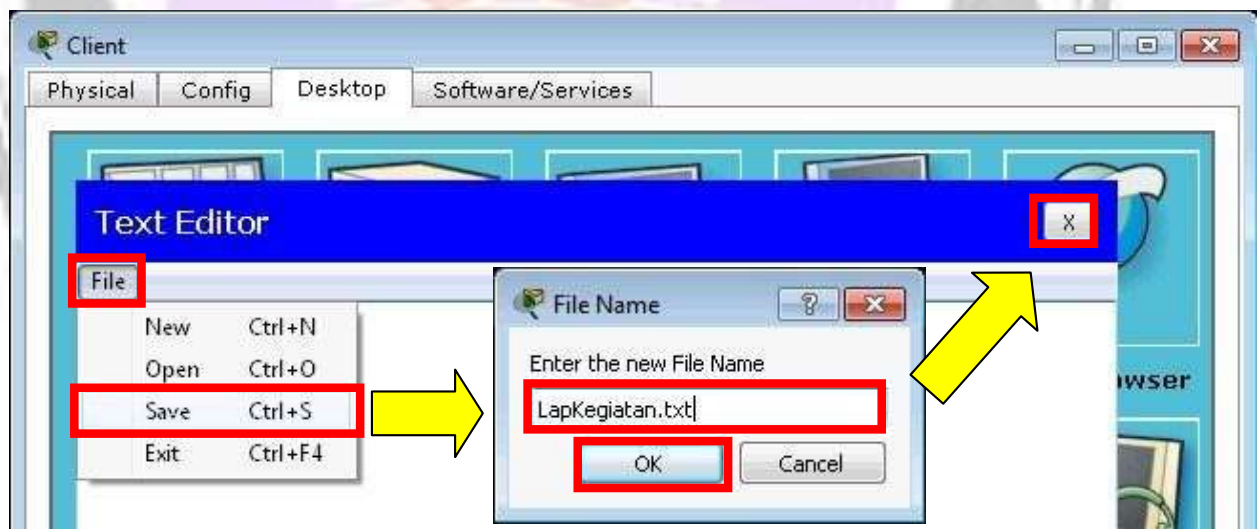 Client
Physical Config Desktop Software/Services
Text Editor
X
File
New Ctrl+N
Open Ctrl+O
Save Ctrl+S
Exit Ctrl+F4
File Name
?
Enter the new File Name
LapKegiatan.txt
OK Cancel
owser